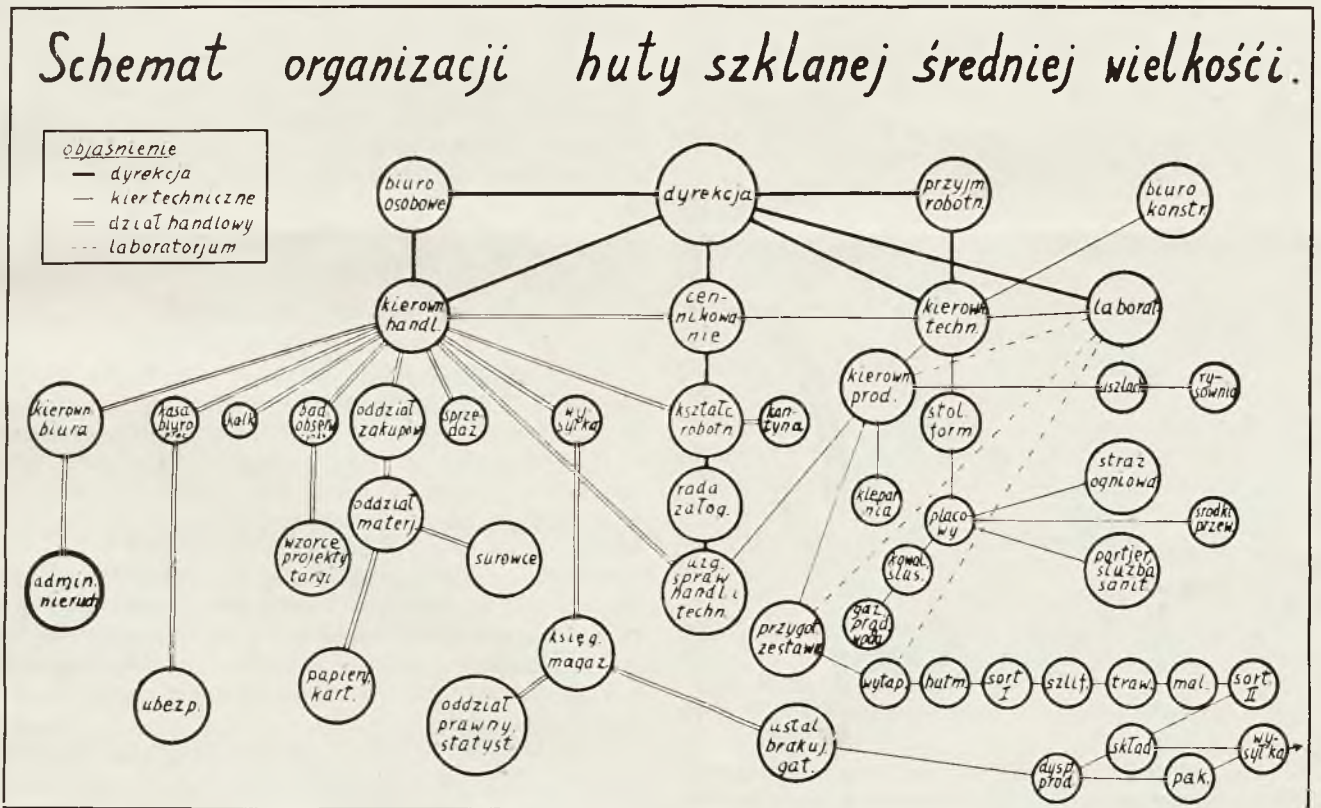 Schemat organizacji huty szklanej średniej wielkośći.
objaśnienie
dyrekcja
kier techniczne
dział handlowy
laboratorjum
biuro
osobowe
dyrekcja
przyjm
robotn.
biuro
konstr.
kierown
handl.
cen-
nikowa
nie
kierown
techn.
laborat.
kierown
biura
kasa
biuro
kalk.
bad.
obserw.
oddział
zakupow
sprze-
daż
wy-
syłka
kształc
robotn.
kan-
tyna
kierown
prod.
stol.
form.
uszlach.
ry-
sownia
admin.
nieruch
wzorce
projekty
targi
oddział
materj.
surowce
rada
załog.
klepar
nia
placo
wy
straż
ogniowa
środki
przew.
uzg.
spraw
handl. i
techn.
kowal.
ślus.
portjer,
służba
sanit.
gaz
prąd
woda
przygot
zestawu
ubezp.
papiery,
kart.
księg.
magaz.
wytap.
hutn.
sort
I
szlif.
traw.
mal.
sort.
II
oddział
prawny,
statyst.
ustal
brakuj.
gat.
dysp
prod
skład
pak.
wy-
syłka